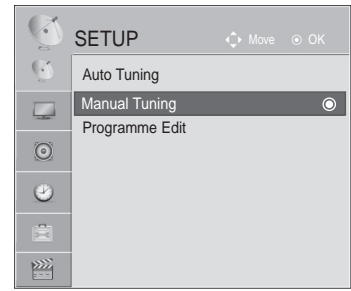 SETUP Move OK
Auto Tuning
Manual Tuning
Programme Edit